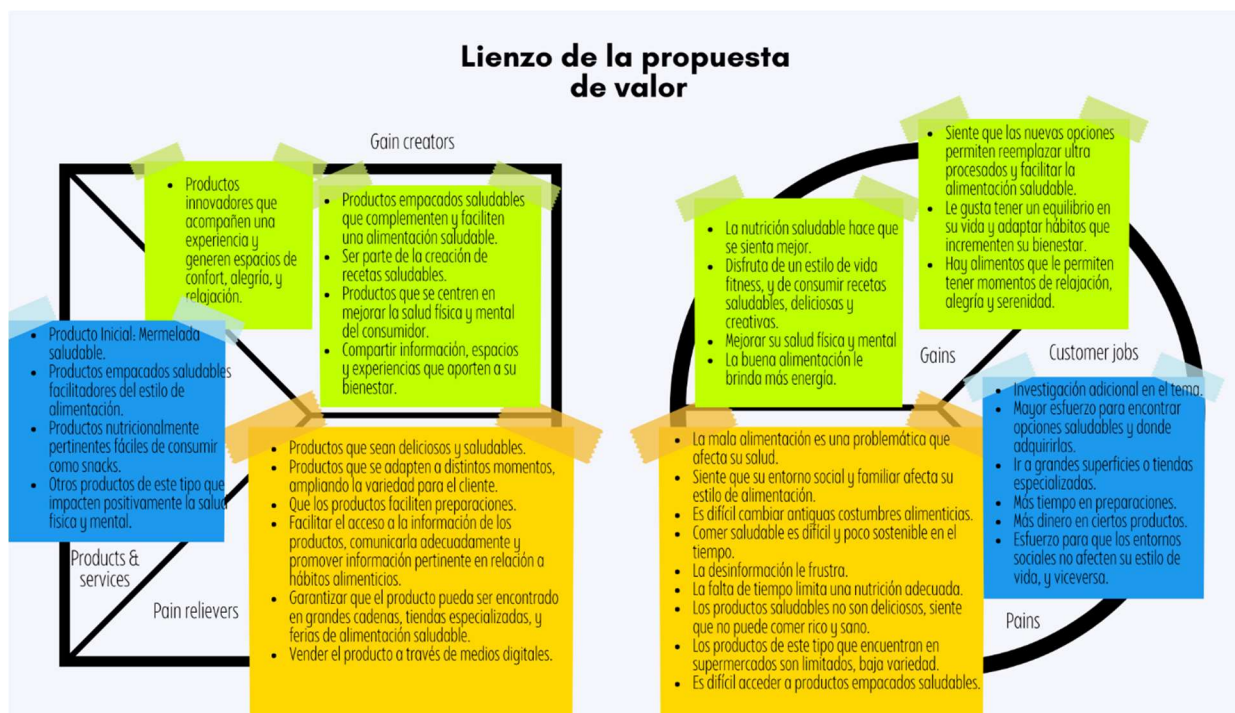 Lienzo de la propuesta
de valor
Gain creators
• Productos
innovadores que
acompañen una
experiencia y
generen espacios de
confort, alegría, y
relajación.
• Productos empacados saludables
que complementen y faciliten
una alimentación saludable.
• Ser parte de la creación de
recetas saludables.
• Productos que se centren en
mejorar la salud física y mental
del consumidor.
• Compartir información, espacios
y experiencias que aporten a su
bienestar.
• Producto Inicial: Mermelada
saludable.
• Productos empacados saludables
facilitadores del estilo de
alimentación.
• Productos nutricionalmente
pertinentes fáciles de consumir
como snacks.
• Otros productos de este tipo que
impacten positivamente la salud
física y mental.
Products &
services
Pain relievers
• Productos que sean deliciosos y saludables.
• Productos que se adapten a distintos momentos,
ampliando la variedad para el cliente.
• Que los productos faciliten preparaciones.
• Facilitar el acceso a la información de los
productos, comunicarla adecuadamente y
promover información pertinente en relación a
hábitos alimenticios.
• Garantizar que el producto pueda ser encontrado
en grandes cadenas, tiendas especializadas, y
ferias de alimentación saludable.
• Vender el producto a través de medios digitales.
• La nutrición saludable hace que
se sienta mejor.
• Disfruta de un estilo de vida
fitness, y de consumir recetas
saludables, deliciosas y
creativas.
• Mejorar su salud física y mental
• La buena alimentación le
brinda más energía.
• Siente que las nuevas opciones
permiten reemplazar ultra
procesados y facilitar la
alimentación saludable.
• Le gusta tener un equilibrio en
su vida y adaptar hábitos que
incrementen su bienestar.
• Hay alimentos que le permiten
tener momentos de relajación,
alegría y serenidad.
Gains
Customer jobs
• Investigación adicional en el tema.
• Mayor esfuerzo para encontrar
opciones saludables y donde
adquirirlas.
• Ir a grandes superficies o tiendas
especializadas.
• Más tiempo en preparaciones.
• Más dinero en ciertos productos.
• Esfuerzo para que los entornos
sociales no afecten su estilo de
vida, y viceversa.
• La mala alimentación es una problemática que
afecta su salud.
• Siente que su entorno social y familiar afecta su
estilo de alimentación.
• Es difícil cambiar antiguas costumbres alimenticias.
• Comer saludable es difícil y poco sostenible en el
tiempo.
• La desinformación le frustra.
• La falta de tiempo limita una nutrición adecuada.
• Los productos saludables no son deliciosos, siente
que no puede comer rico y sano.
• Los productos de este tipo que encuentran en
supermercados son limitados, baja variedad.
• Es difícil acceder a productos empacados saludables.
Pains